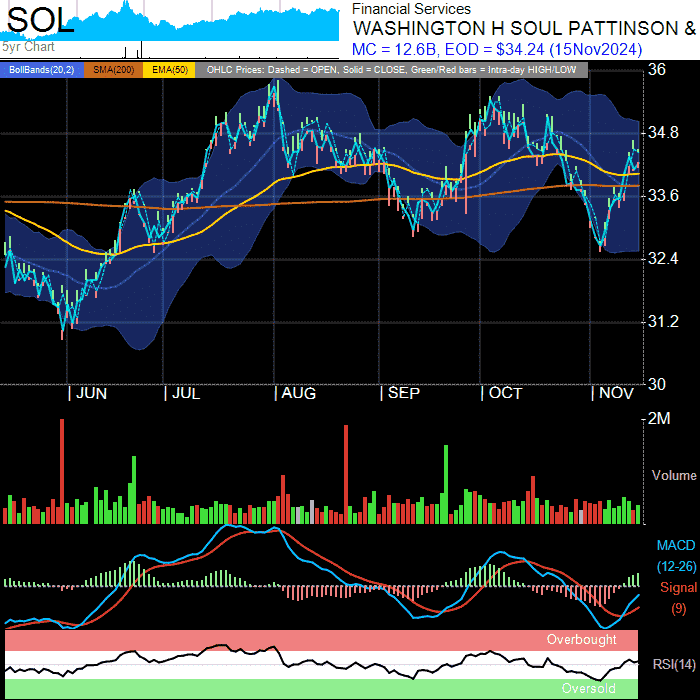 SOL
5yr Chart
Financial Services
WASHINGTON H SOUL PATTINSON &
MC = 12.6B, EOD = $34.24 (15Nov2024)
BollBands(20,2) SMA(200) EMA(50) OHLC Prices: Dashed = OPEN, Solid = CLOSE, Green/Red bars = Intra-day HIGH/LOW
36
34.8
33.6
32.4
31.2
30
| JUN | JUL | AUG | SEP | OCT | NOV
2M
Volume
MACD
(12-26)
Signal
(9)
Overbought
RSI(14)
Oversold